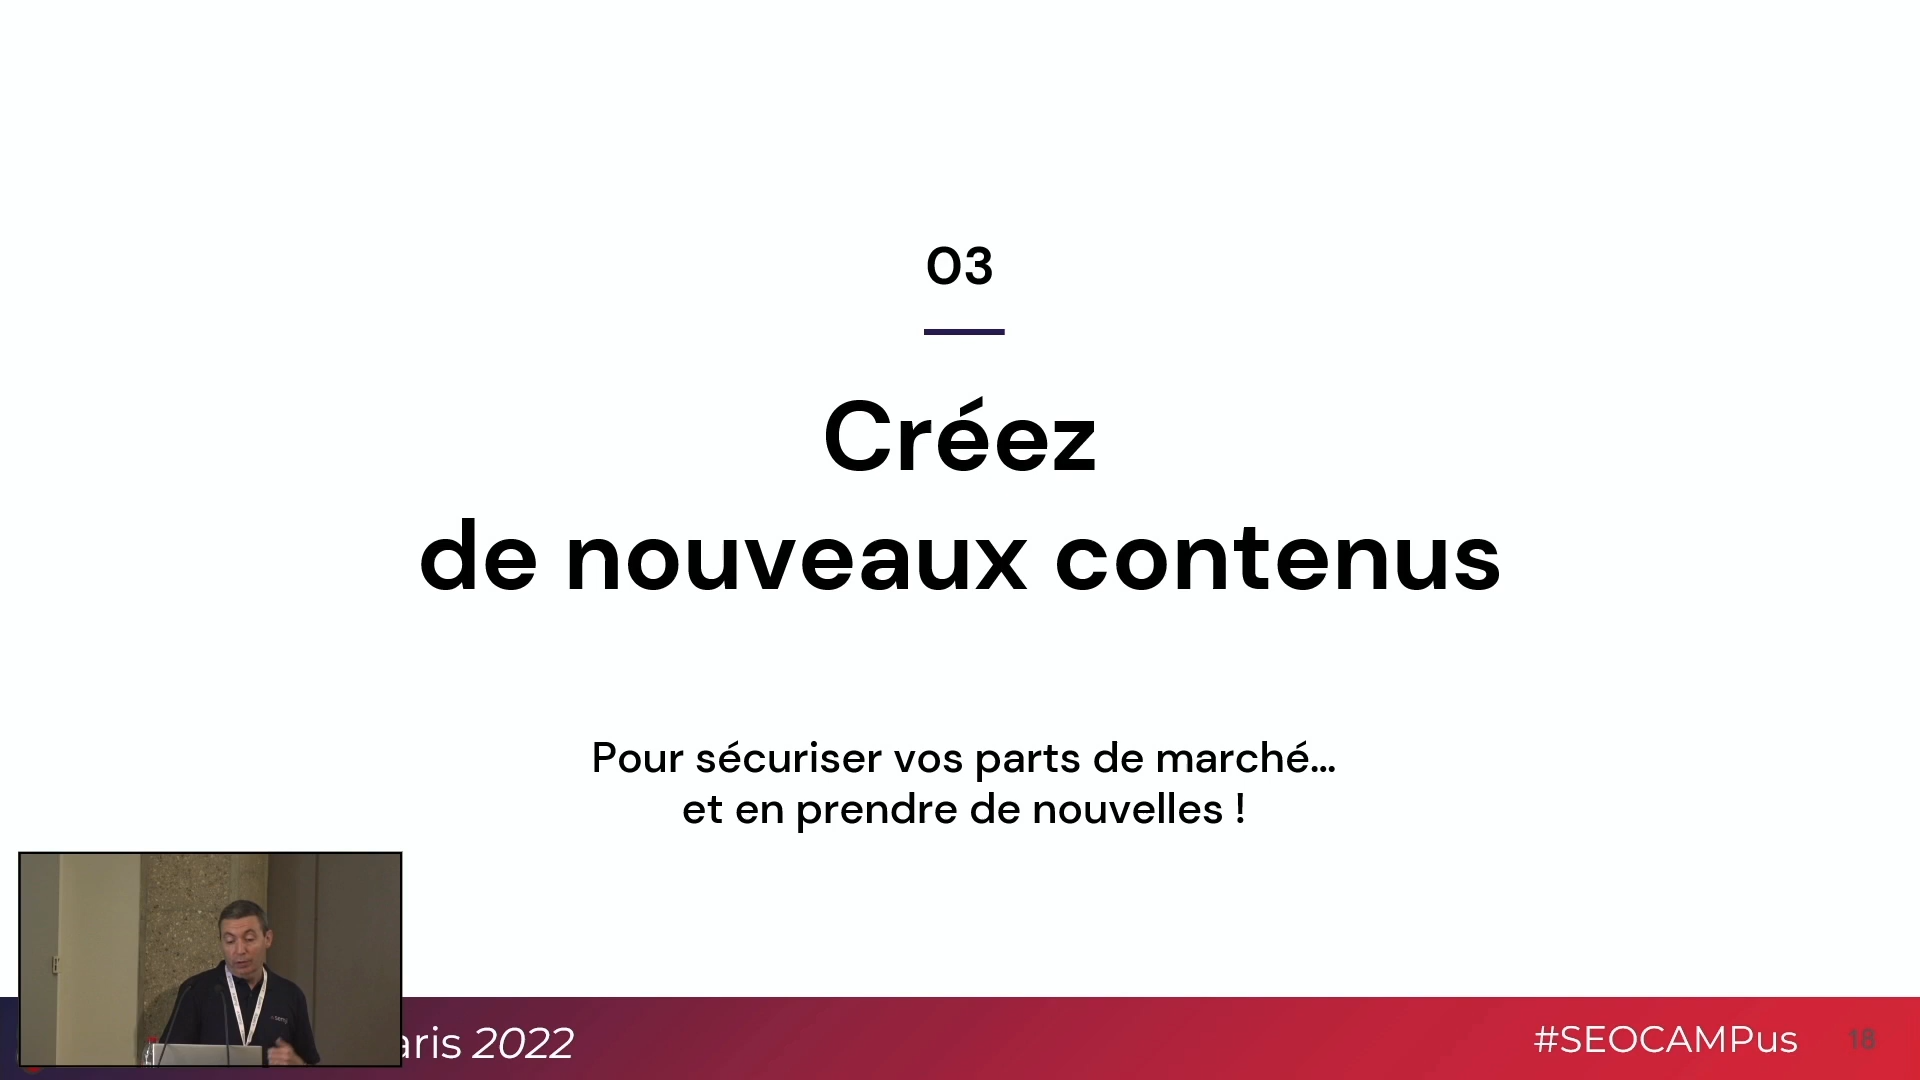 03
Créez
de nouveaux contenus
Pour sécuriser vos parts de marché...
et en prendre de nouvelles !
aris 2022
#SEOCAMPus
18